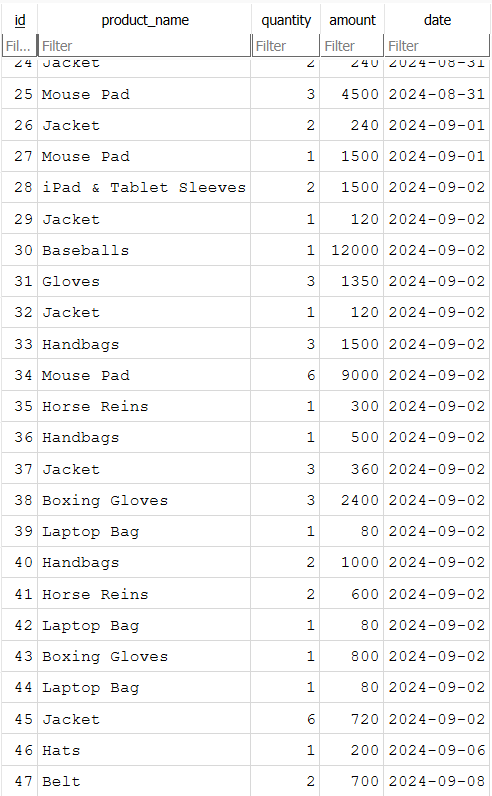 id product_name quantity amount date
Fil... Filter Filter Filter Filter
24 Jacket 2 240 2024-08-31
25 Mouse Pad 3 4500 2024-08-31
26 Jacket 2 240 2024-09-01
27 Mouse Pad 1 1500 2024-09-01
28 iPad & Tablet Sleeves 2 1500 2024-09-02
29 Jacket 1 120 2024-09-02
30 Baseballs 1 12000 2024-09-02
31 Gloves 3 1350 2024-09-02
32 Jacket 1 120 2024-09-02
33 Handbags 3 1500 2024-09-02
34 Mouse Pad 6 9000 2024-09-02
35 Horse Reins 1 300 2024-09-02
36 Handbags 1 500 2024-09-02
37 Jacket 3 360 2024-09-02
38 Boxing Gloves 3 2400 2024-09-02
39 Laptop Bag 1 80 2024-09-02
40 Handbags 2 1000 2024-09-02
41 Horse Reins 2 600 2024-09-02
42 Laptop Bag 1 80 2024-09-02
43 Boxing Gloves 1 800 2024-09-02
44 Laptop Bag 1 80 2024-09-02
45 Jacket 6 720 2024-09-02
46 Hats 1 200 2024-09-06
47 Belt 2 700 2024-09-08